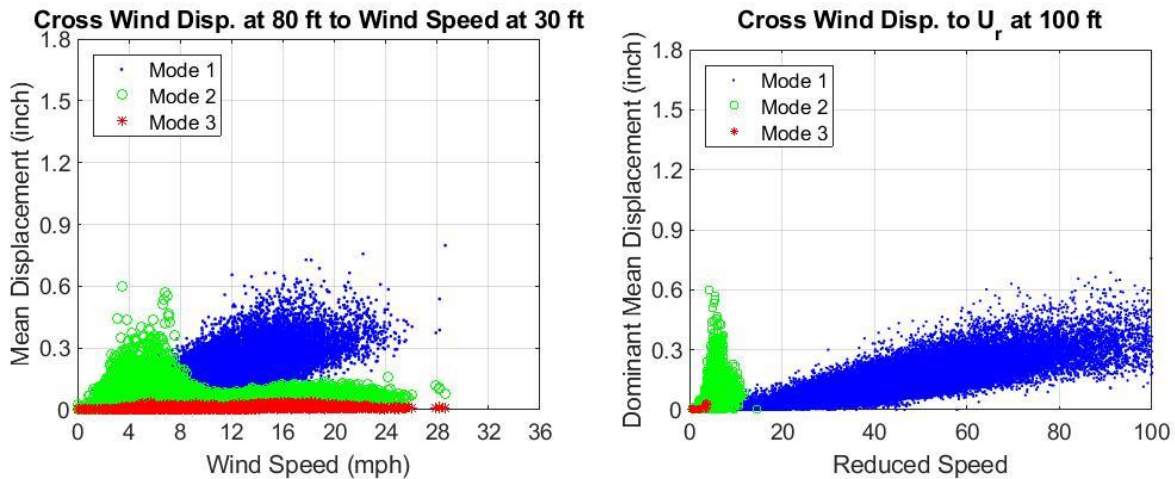 Cross Wind Disp. at 80 ft to Wind Speed at 30 ft
Mean Displacement (inch)
1.8
1.5
1.2
0.9
0.6
0.3
0
Mode 1
Mode 2
Mode 3
0 4 8 12 16 20 24 28 32 36
Wind Speed (mph)
Cross Wind Disp. to U_r at 100 ft
Dominant Mean Displacement (inch)
1.8
1.5
1.2
0.9
0.6
0.3
0
Mode 1
Mode 2
Mode 3
0 20 40 60 80 100
Reduced Speed